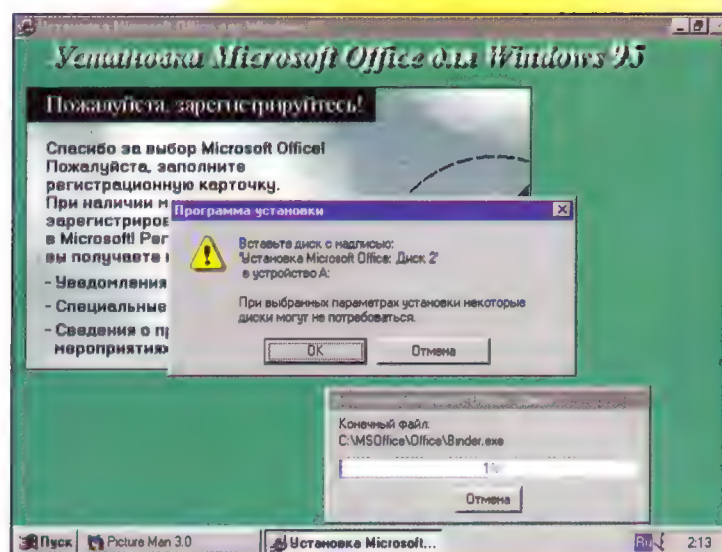 Установка Microsoft Office для Windows 95
Пожалуйста, зарегистрируйтесь!
Спасибо за выбор Microsoft Office!
Пожалуйста, заполните
регистрационную карточку.
При наличии
зарегистриров
в Microsoft! Рег
вы получаете
- Уведомления
- Специальные
- Сведения о пр
мероприятиях
Программа установки
Вставьте диск с надписью:
'Установка Microsoft Office: Диск 2'
в устройство A:
При выбранных параметрах установки некоторые
диски могут не потребоваться.
OK
Отмена
Конечный файл:
C:\MSOffice\Office\Binder.exe
1%
Отмена
Пуск
Picture Man 3.0
Установка Microsoft...
Ru
2:13